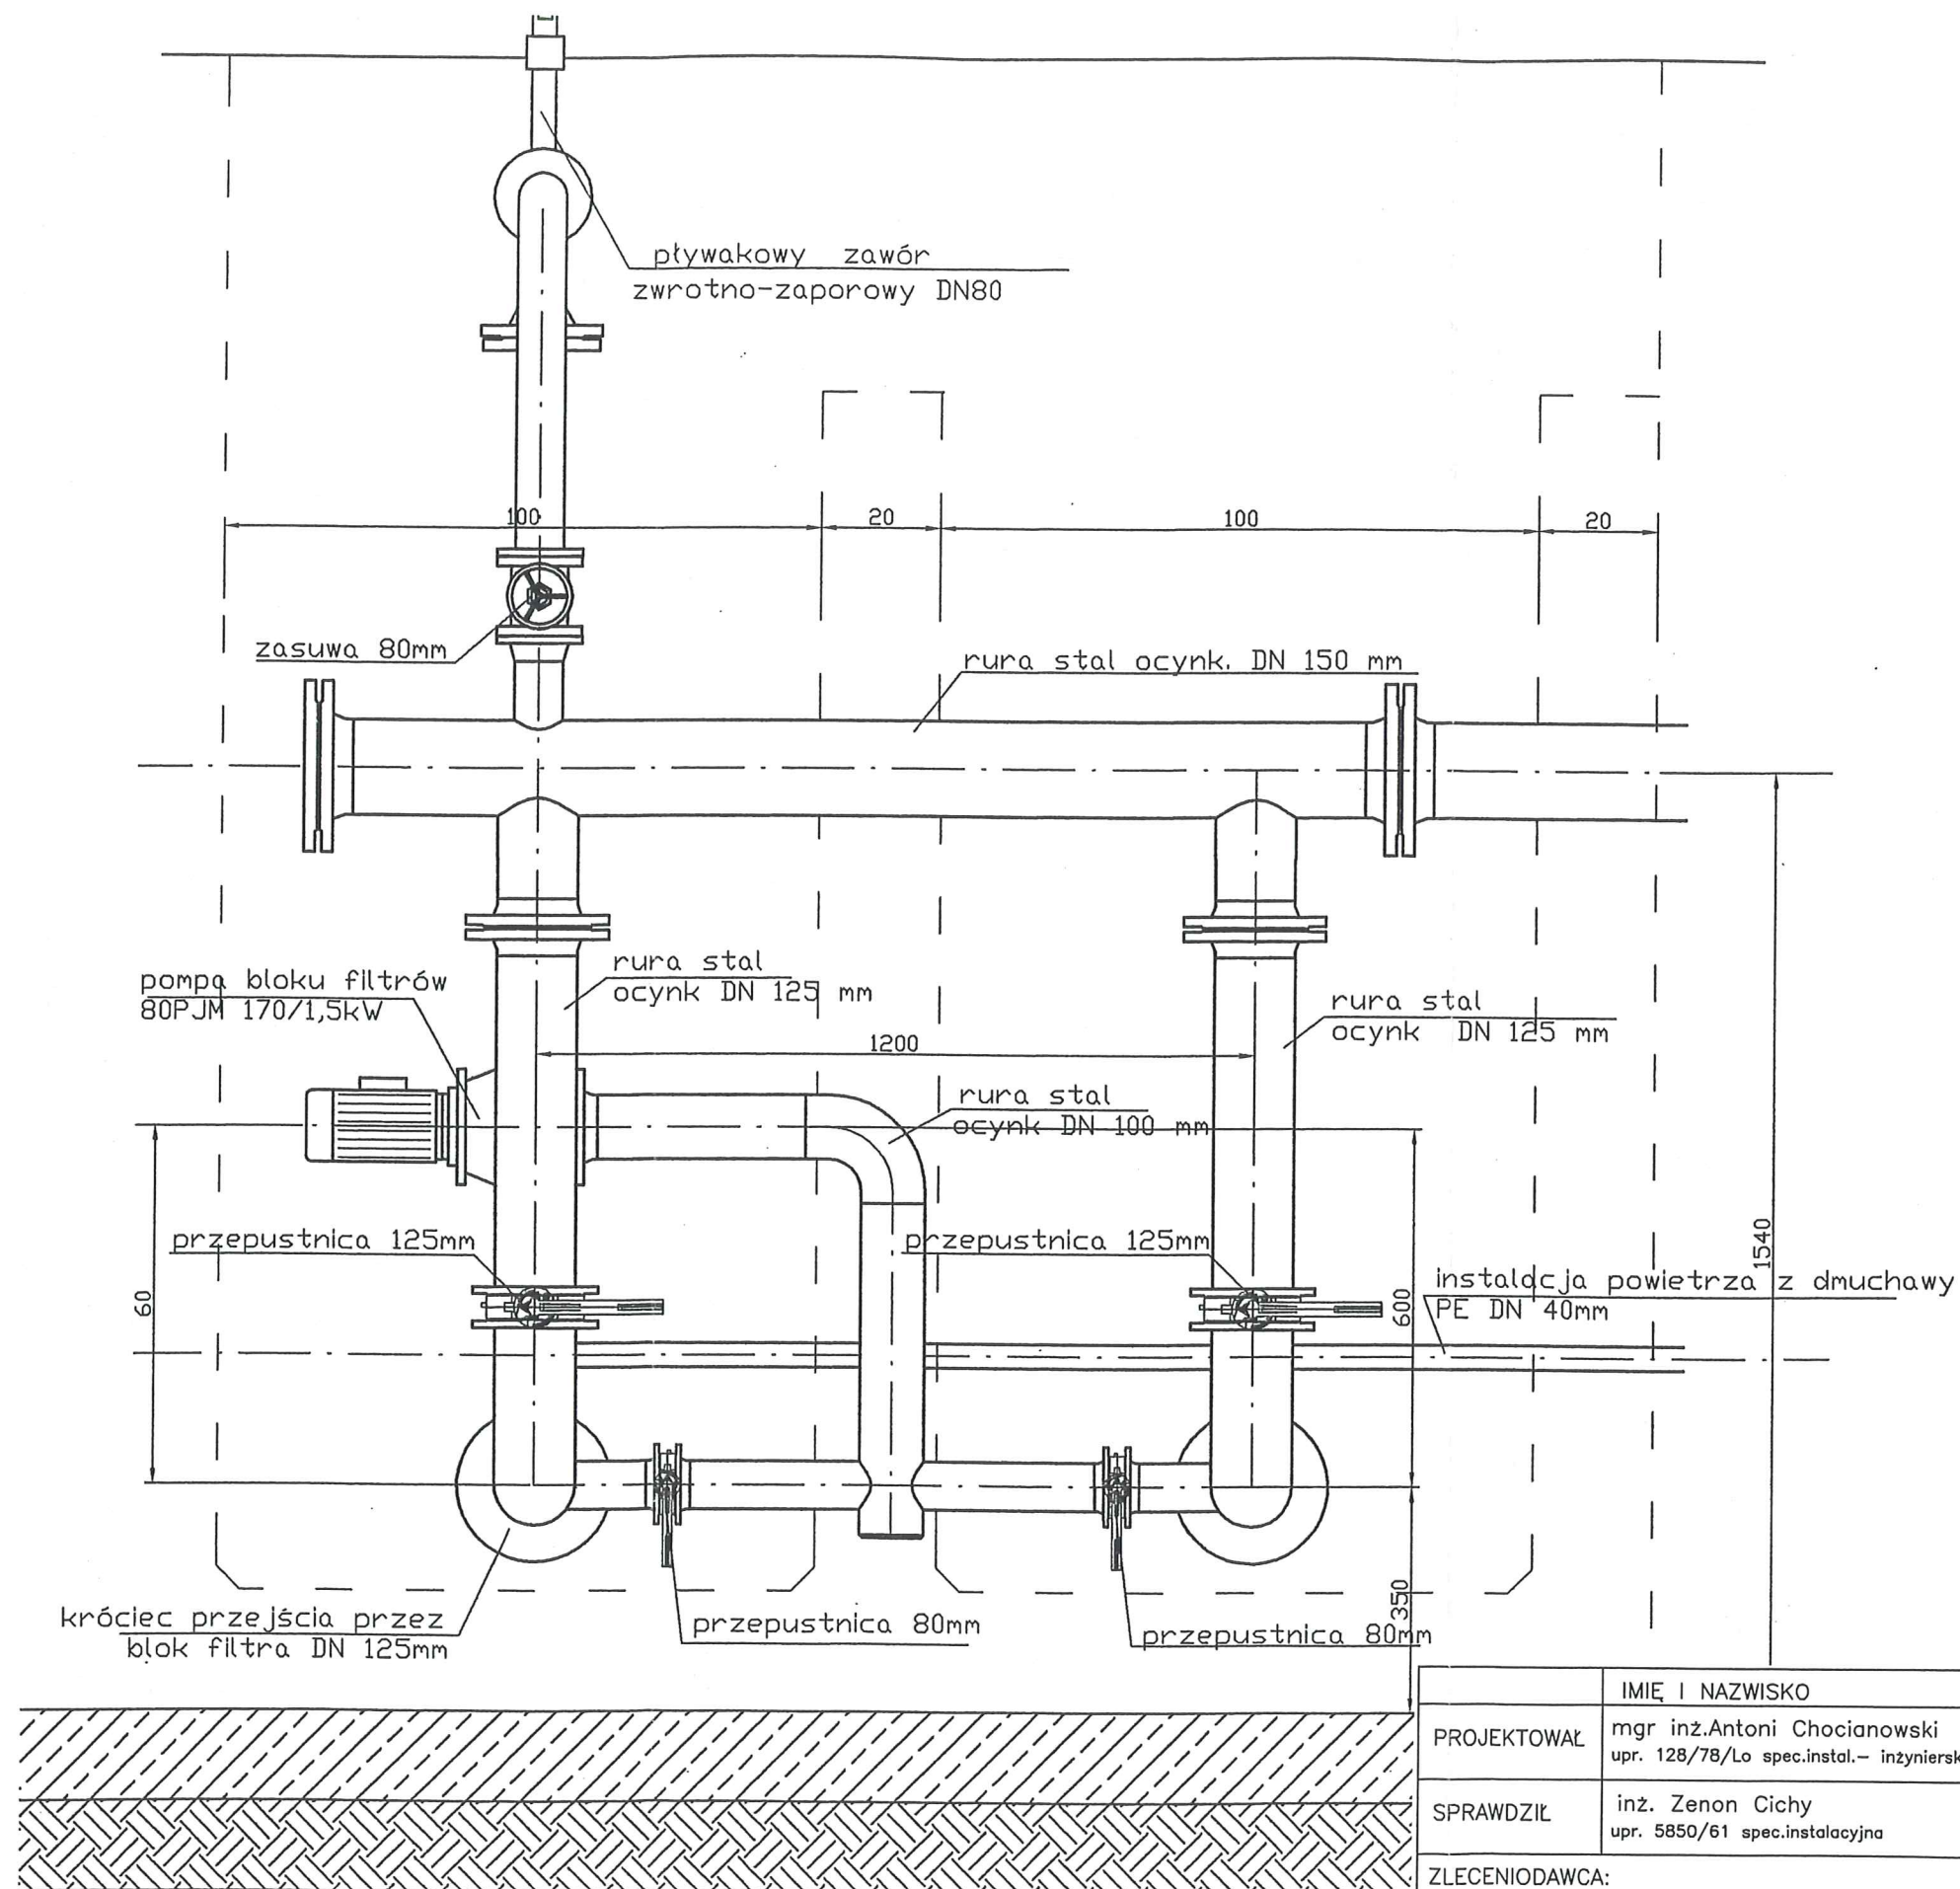 pływakowy zawór
zwrotno-zaporowy DN80
100
20
100
20
zasuwa 80mm
rura stal ocynk. DN 150 mm
pompa bloku filtrów
80PJM 170/1,5kW
rura stal
ocynk DN 125 mm
rura stal
ocynk DN 125 mm
1200
rura stal
ocynk DN 100 mm
przepustnica 125mm
przepustnica 125mm
60
600
1540
instalacja powietrza z dmuchawy
PE DN 40mm
350
króciec przejścia przez
blok filtra DN 125mm
przepustnica 80mm
przepustnica 80mm
IMIĘ I NAZWISKO
PROJEKTOWAŁ
mgr inż.Antoni Chocianowski
upr. 128/78/Lo spec.instal.– inżyniersk
SPRAWDZIŁ
inż. Zenon Cichy
upr. 5850/61 spec.instalacyjna
ZLECENIODAWCA: